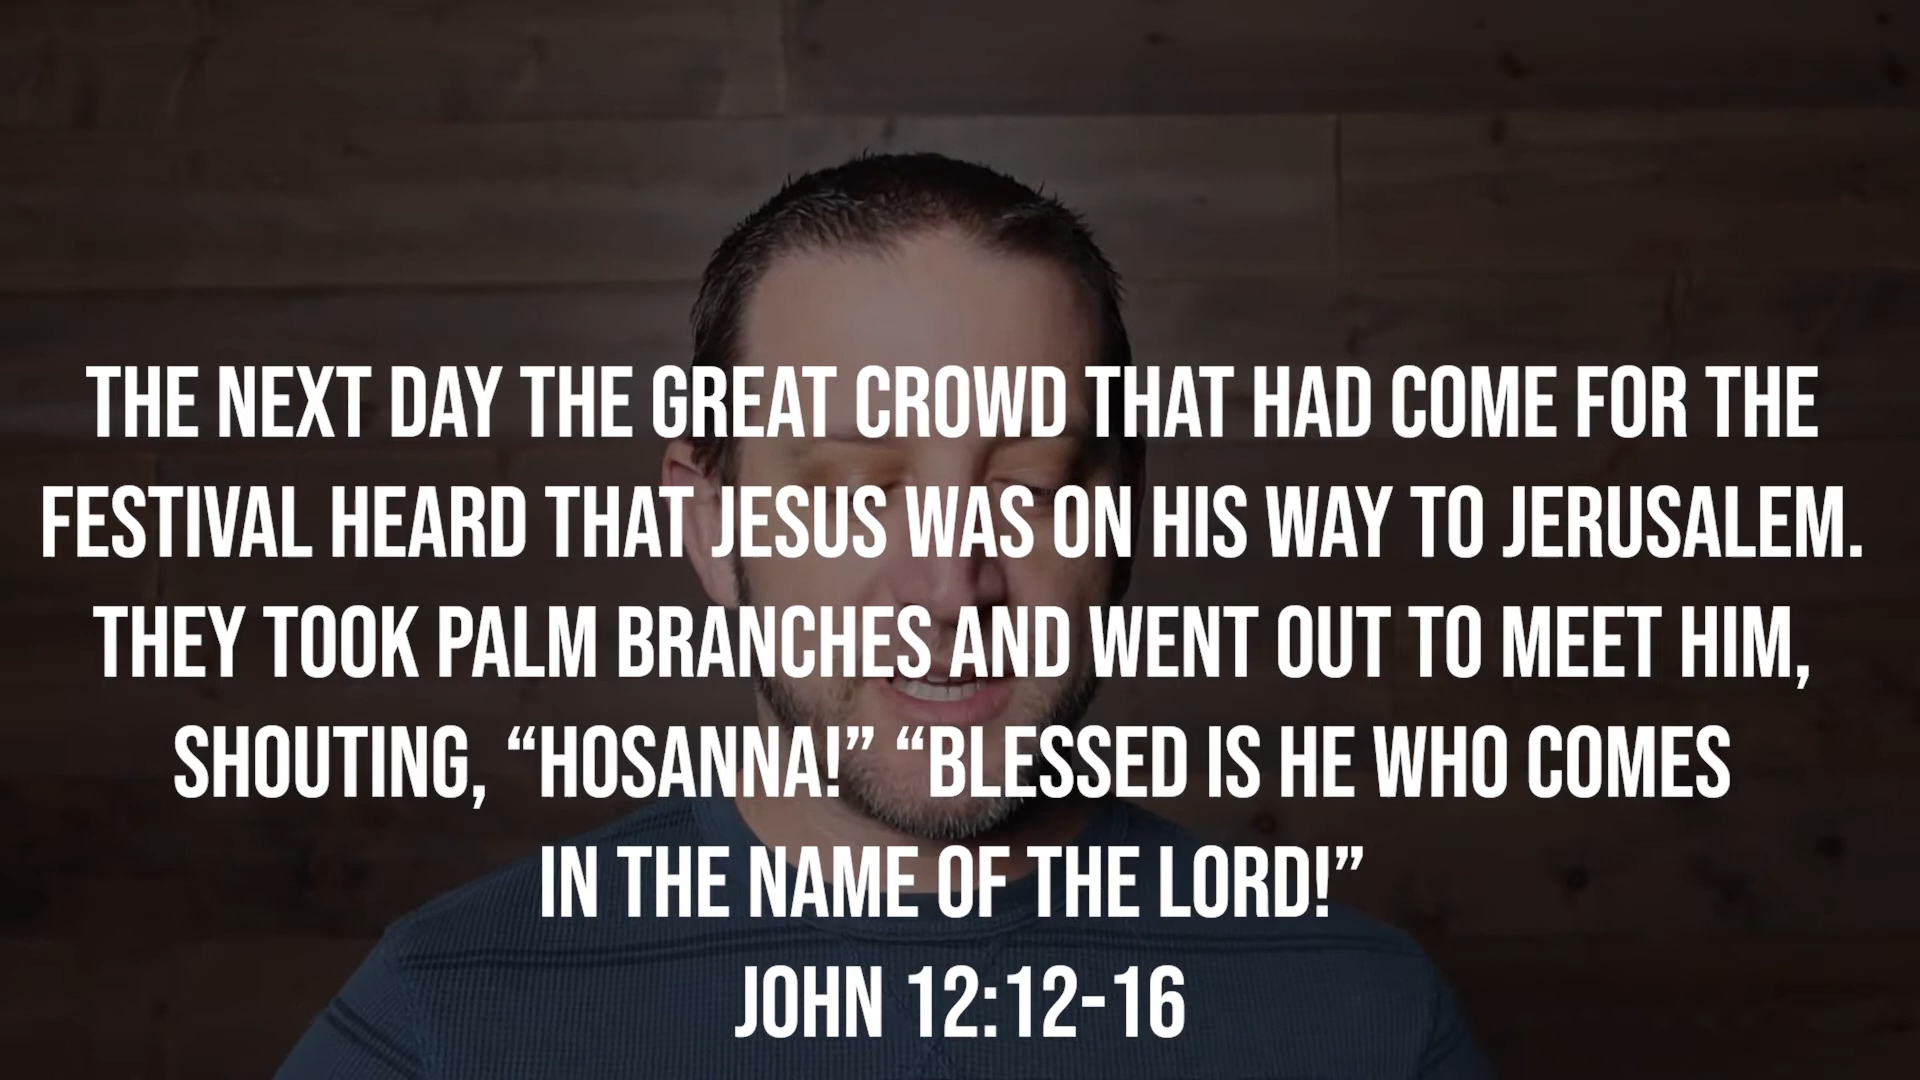 THE NEXT DAY THE GREAT CROWD THAT HAD COME FOR THE
FESTIVAL HEARD THAT JESUS WAS ON HIS WAY TO JERUSALEM.
THEY TOOK PALM BRANCHES AND WENT OUT TO MEET HIM,
SHOUTING, “HOSANNA!” “BLESSED IS HE WHO COMES
IN THE NAME OF THE LORD!”
JOHN 12:12-16